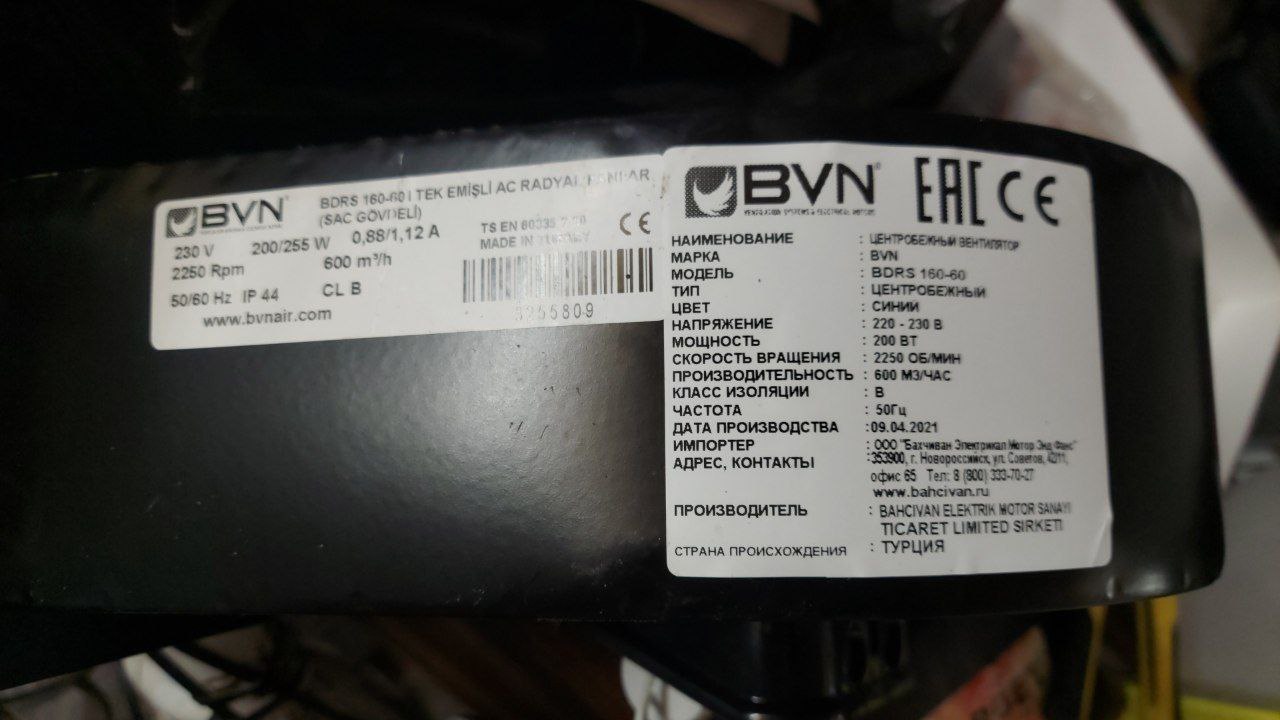 BVN
BDRS 160-60 TEK EMİŞLİ AC RADYAL FANLAR
(SAC GÖVDELİ)
230 V 200/255 W 0,88/1,12 A
TS EN 60335
2250 Rpm 600 m³/h
MADE IN
CE
50/60 Hz IP 44 CL B
www.bvnair.com
BVN
EAC CE
НАИМЕНОВАНИЕ : ЦЕНТРОБЕЖНЫЙ ВЕНТИЛЯТОР
МАРКА : BVN
МОДЕЛЬ : BDRS 160-60
ТИП : ЦЕНТРОБЕЖНЫЙ
ЦВЕТ : СИНИЙ
НАПРЯЖЕНИЕ : 220 - 230 В
МОЩНОСТЬ : 200 ВТ
СКОРОСТЬ ВРАЩЕНИЯ : 2250 ОБ/МИН
ПРОИЗВОДИТЕЛЬНОСТЬ : 600 М3/ЧАС
КЛАСС ИЗОЛЯЦИИ : В
ЧАСТОТА : 50Гц
ДАТА ПРОИЗВОДСТВА : 09.04.2021
ИМПОРТЕР : ООО "Бахчиван Электрикал Мотор Энд Фанс"
АДРЕС, КОНТАКТЫ : 353900, г. Новороссийск, ул. Советов, 42/11,
офис 65 Тел: 8 (800) 333-70-27
www.bahcivan.ru
ПРОИЗВОДИТЕЛЬ : BAHCIVAN ELEKTRIK MOTOR SANAYI
TICARET LIMITED SIRKETI
СТРАНА ПРОИСХОЖДЕНИЯ : ТУРЦИЯ